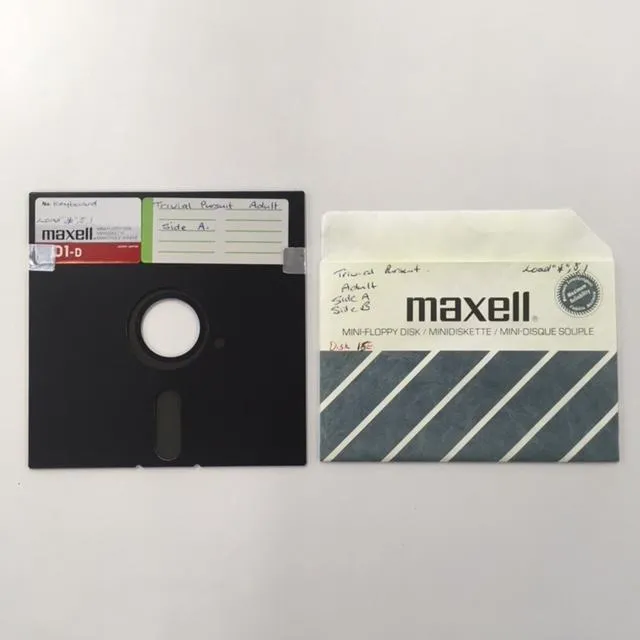 No Keyboard
Load "$",8,1
maxell
MD1-D
Trivial Pursuit Adult
Side A.
Trivial Pursuit.
Adult
Side A
Side B
Load "$",8,1
maxell®
MINI-FLOPPY DISK / MINIDISKETTE / MINI-DISQUE SOUPLE
Disk 15E